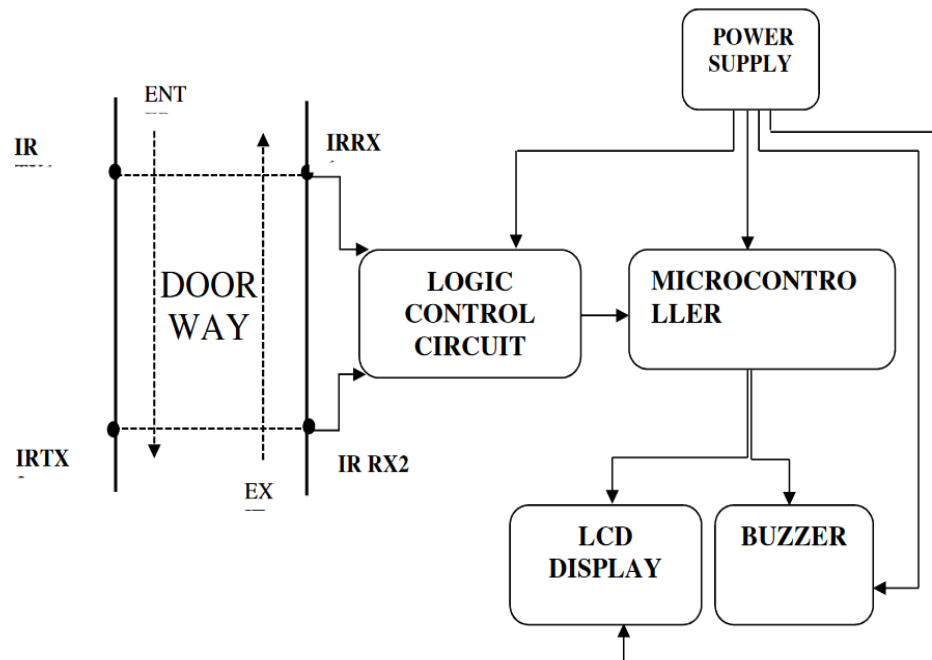 POWER
SUPPLY
ENT
IR
IRRX
DOOR
WAY
LOGIC
CONTROL
CIRCUIT
MICROCONTRO
LLER
IRTX
IR RX2
EX
LCD
DISPLAY
BUZZER